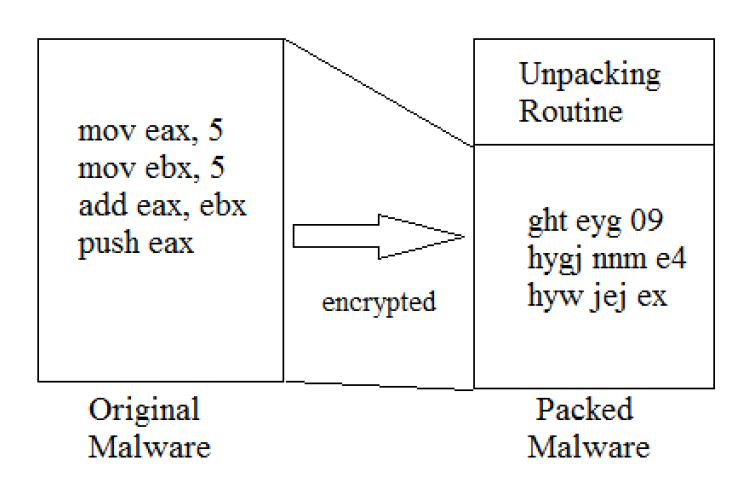 mov eax, 5
mov ebx, 5
add eax, ebx
push eax
Original
Malware
encrypted
Unpacking
Routine
ght eyg 09
hygj nnm e4
hyw jej ex
Packed
Malware